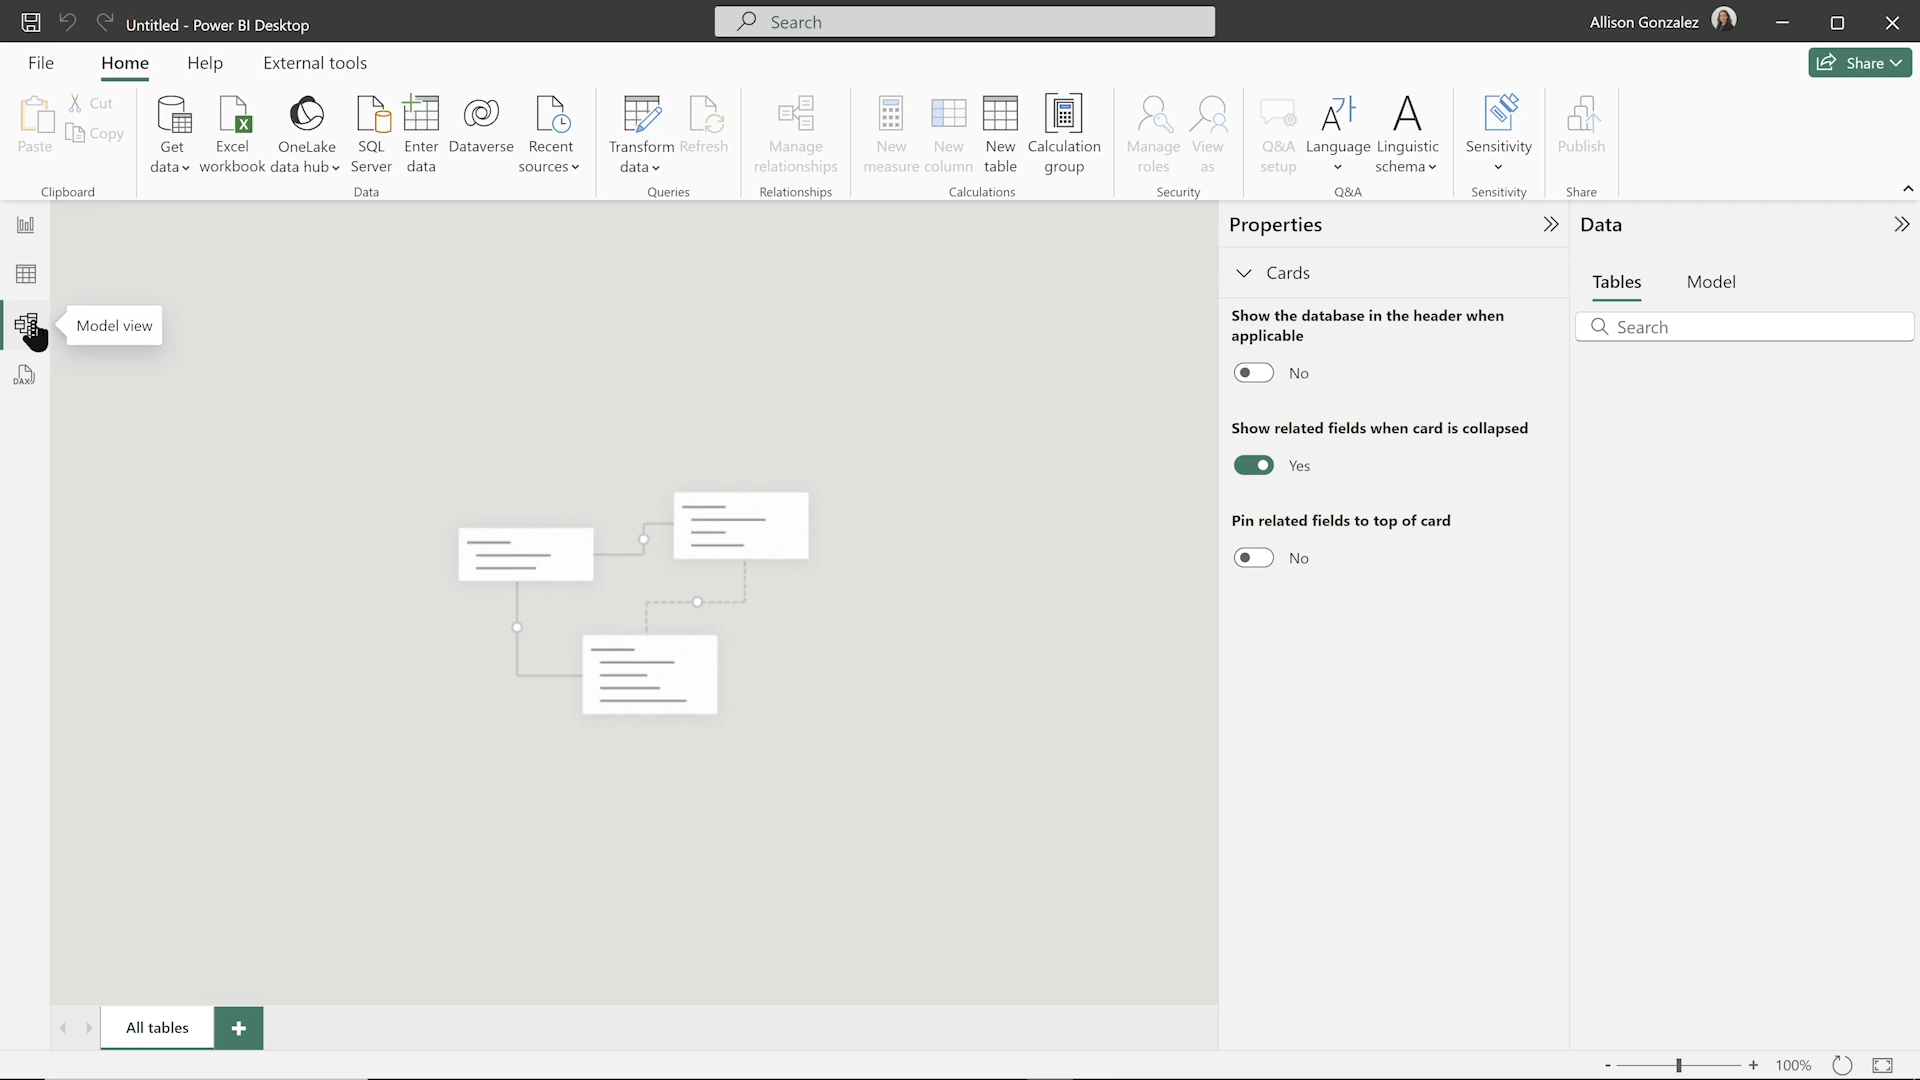 Untitled - Power BI Desktop
Search
Allison Gonzalez
File
Home
Help
External tools
Share
Paste
Cut
Copy
Get
data
Excel
workbook
OneLake
data hub
SQL
Server
Enter
data
Dataverse
Recent
sources
Transform
data
Refresh
Manage
relationships
New
measure
New
column
New
table
Calculation
group
Manage
roles
View
as
Q&A
setup
Language
Linguistic
schema
Sensitivity
Publish
Clipboard
Data
Queries
Relationships
Calculations
Security
Q&A
Sensitivity
Share
Model view
DAX
Properties
Cards
Show the database in the header when
applicable
No
Show related fields when card is collapsed
Yes
Pin related fields to top of card
No
Data
Tables
Model
Search
All tables
+
- + 100%